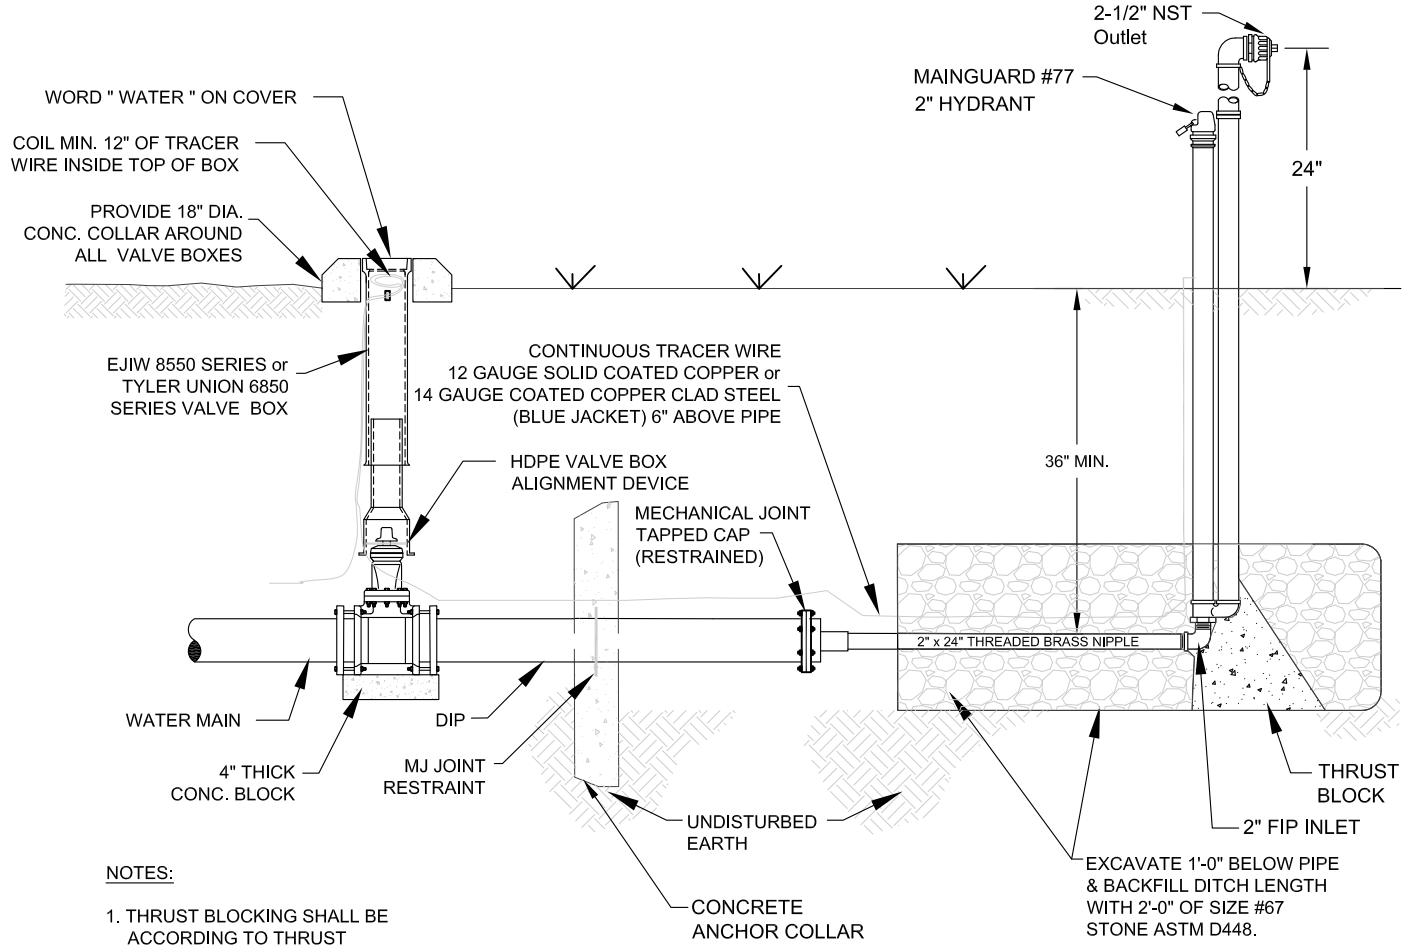 2-1/2" NST
Outlet
MAINGUARD #77
2" HYDRANT
WORD " WATER " ON COVER
COIL MIN. 12" OF TRACER
WIRE INSIDE TOP OF BOX
24"
PROVIDE 18" DIA.
CONC. COLLAR AROUND
ALL VALVE BOXES
EJIW 8550 SERIES or
TYLER UNION 6850
SERIES VALVE BOX
CONTINUOUS TRACER WIRE
12 GAUGE SOLID COATED COPPER or
14 GAUGE COATED COPPER CLAD STEEL
(BLUE JACKET) 6" ABOVE PIPE
36" MIN.
HDPE VALVE BOX
ALIGNMENT DEVICE
MECHANICAL JOINT
TAPPED CAP
(RESTRAINED)
2" x 24" THREADED BRASS NIPPLE
WATER MAIN
DIP
4" THICK
CONC. BLOCK
MJ JOINT
RESTRAINT
THRUST
BLOCK
UNDISTURBED
EARTH
2" FIP INLET
EXCAVATE 1'-0" BELOW PIPE
& BACKFILL DITCH LENGTH
WITH 2'-0" OF SIZE #67
STONE ASTM D448.
CONCRETE
ANCHOR COLLAR
NOTES:
1. THRUST BLOCKING SHALL BE
ACCORDING TO THRUST